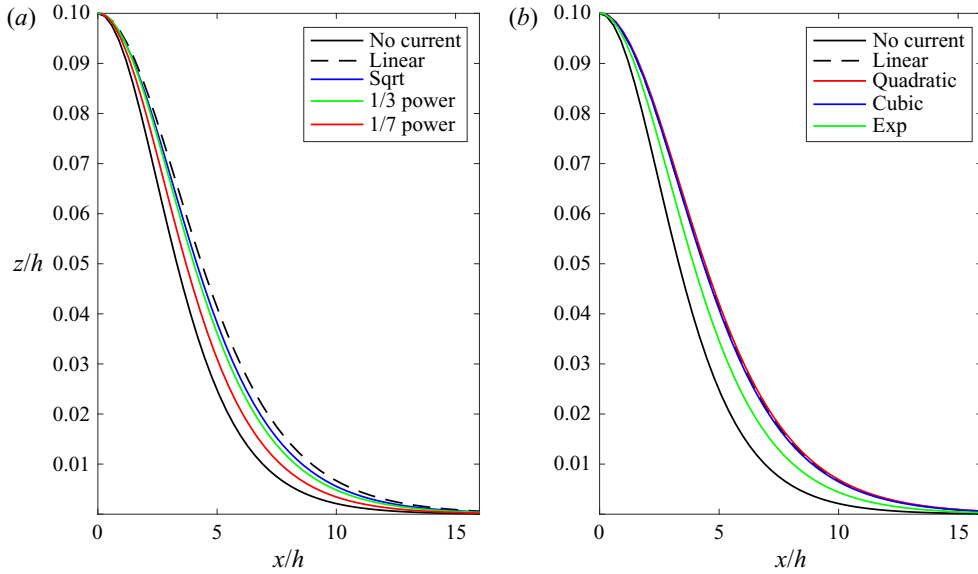 (a)
0.10
0.09
0.08
0.07
0.06
z/h
0.05
0.04
0.03
0.02
0.01
No current
Linear
Sqrt
1/3 power
1/7 power
0 5 10 15
x/h
(b)
0.10
0.09
0.08
0.07
0.06
0.05
0.04
0.03
0.02
0.01
No current
Linear
Quadratic
Cubic
Exp
0 5 10 15
x/h